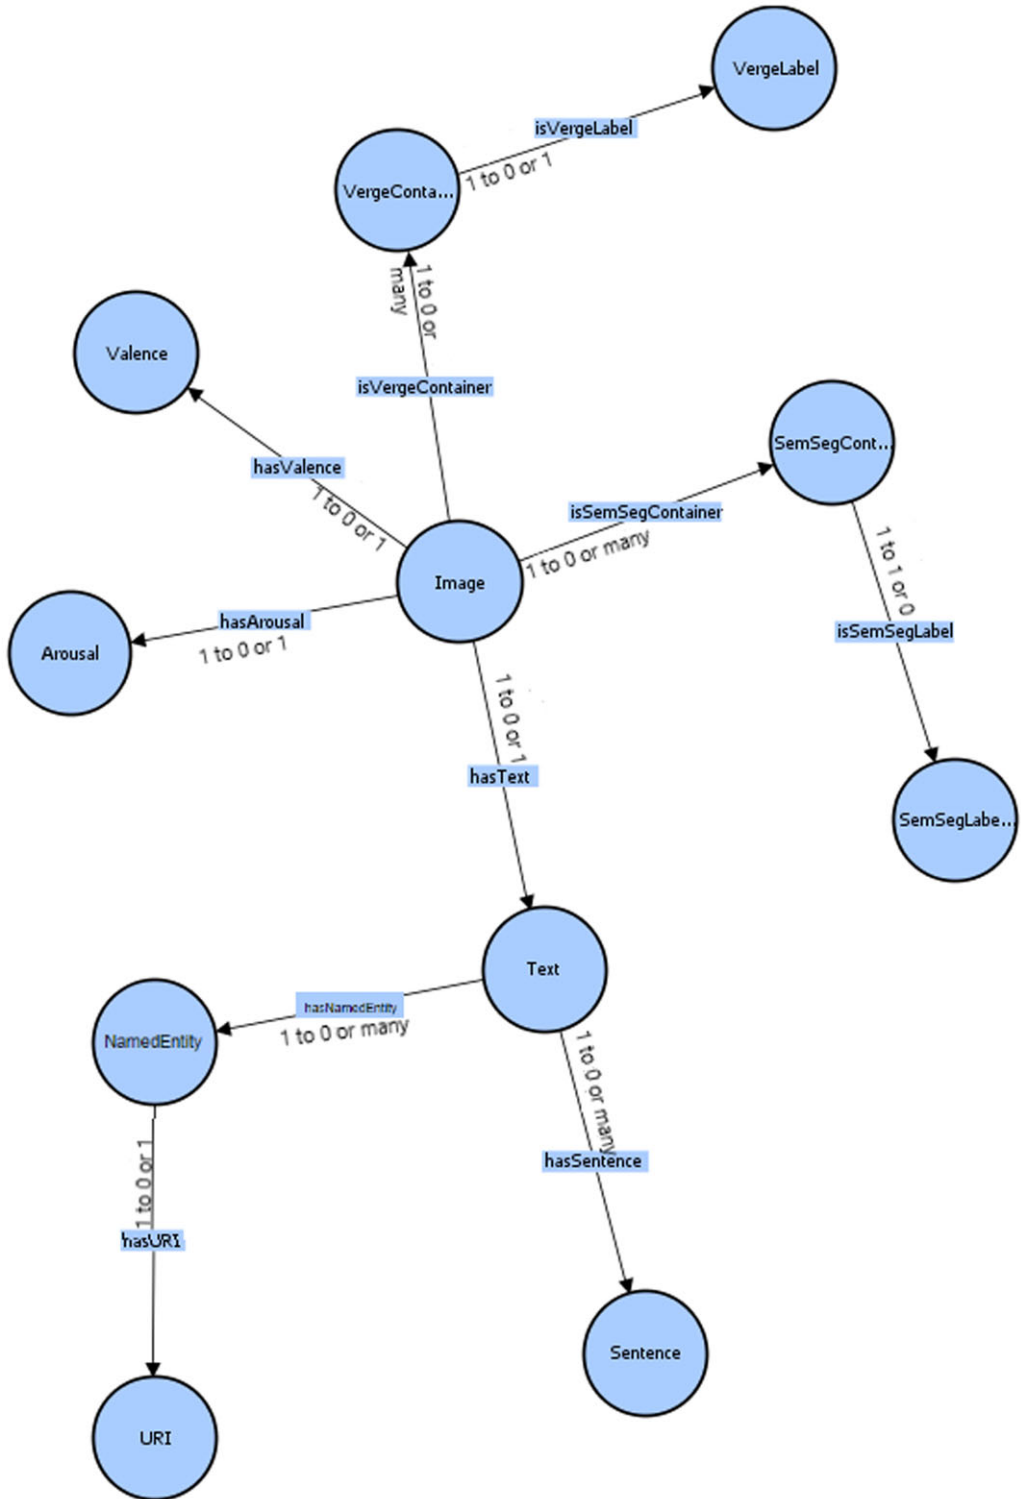 VergeLabel
isVergeLabel
1 to 0 or 1
VergeConta...
1 to 0 or
many
isVergeContainer
Valence
hasValence
1 to 0 or 1
SemSegCont...
isSemSegContainer
1 to 0 or many
Image
1 to 1 or 0
isSemSegLabel
hasArousal
1 to 0 or 1
Arousal
1 to 0 or 1
hasText
SemSegLabe...
Text
hasNamedEntity
1 to 0 or many
NamedEntity
1 to 0 or many
hasSentence
1 to 0 or 1
hasURI
Sentence
URI